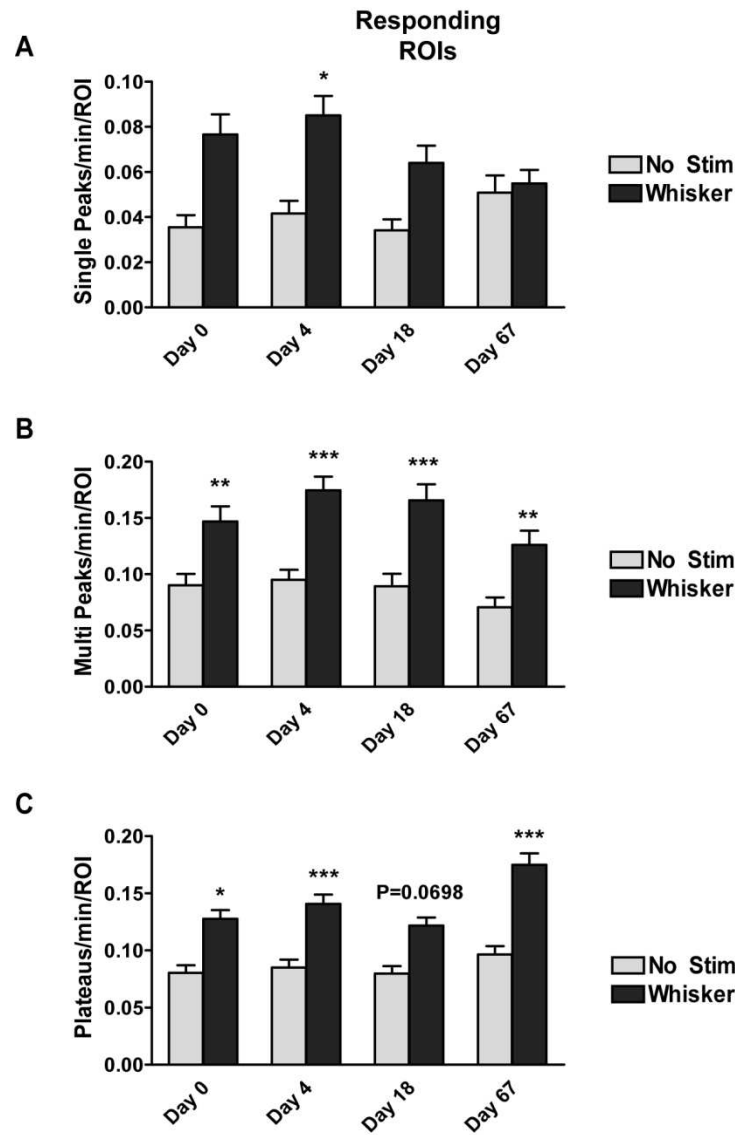 Responding
ROIs
A
*
Single Peaks/min/ROI
0.10
0.08
0.06
0.04
0.02
0.00
No Stim
Whisker
Day 0
Day 4
Day 18
Day 67
B
** *** *** **
Multi Peaks/min/ROI
0.20
0.15
0.10
0.05
0.00
No Stim
Whisker
Day 0
Day 4
Day 18
Day 67
C
* *** P=0.0698 ***
Plateaus/min/ROI
0.20
0.15
0.10
0.05
0.00
No Stim
Whisker
Day 0
Day 4
Day 18
Day 67